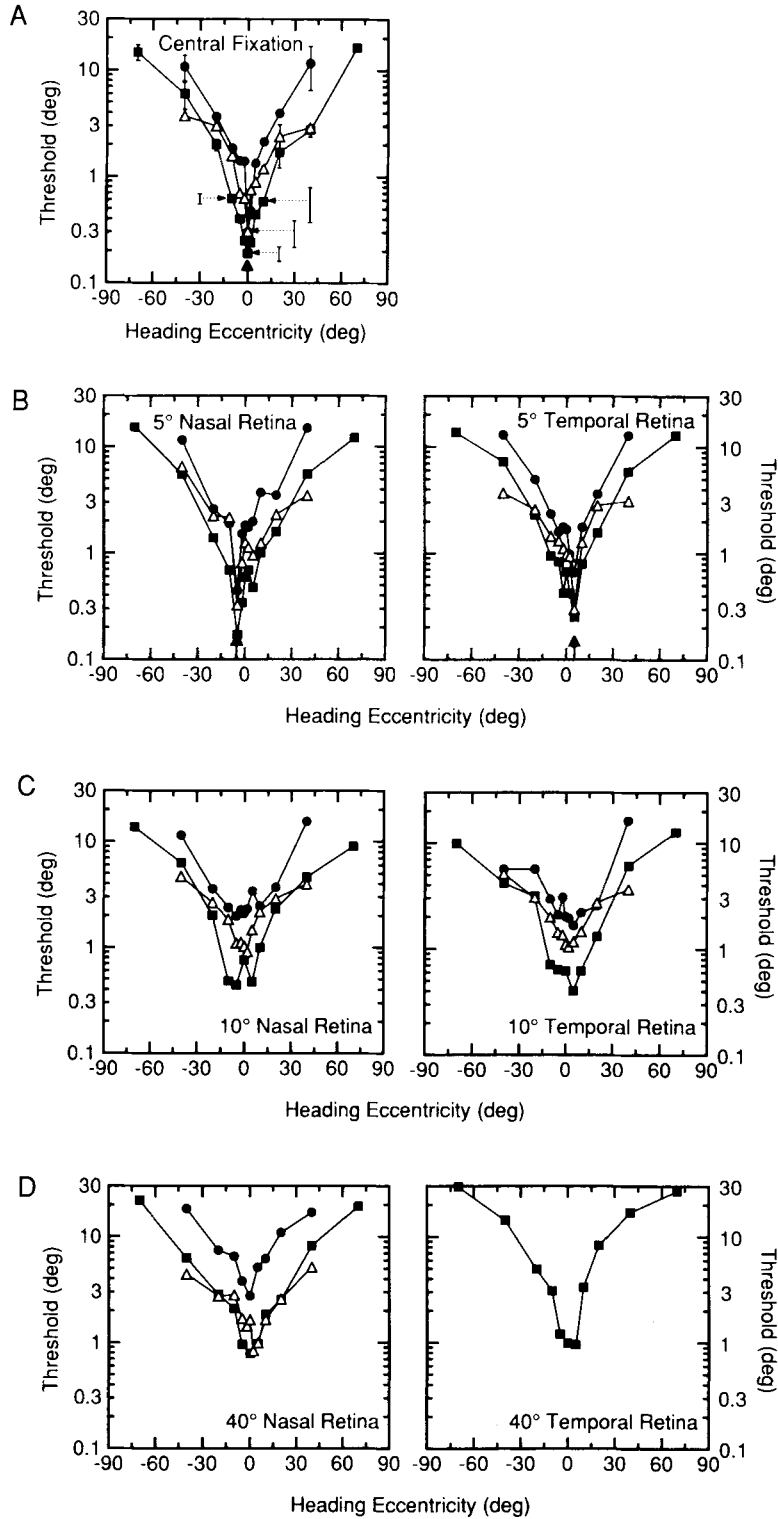 A
Central Fixation
Threshold (deg)
30
10
3
1
0.3
0.1
-90 -60 -30 0 30 60 90
Heading Eccentricity (deg)
B
5° Nasal Retina
Threshold (deg)
30
10
3
1
0.3
0.1
-90 -60 -30 0 30 60 90
5° Temporal Retina
30
10
3
1
0.3
0.1
Threshold (deg)
-90 -60 -30 0 30 60 90
Heading Eccentricity (deg)
C
Threshold (deg)
30
10
3
1
0.3
0.1
10° Nasal Retina
-90 -60 -30 0 30 60 90
10° Temporal Retina
30
10
3
1
0.3
0.1
Threshold (deg)
-90 -60 -30 0 30 60 90
Heading Eccentricity (deg)
D
Threshold (deg)
30
10
3
1
0.3
0.1
40° Nasal Retina
-90 -60 -30 0 30 60 90
40° Temporal Retina
30
10
3
1
0.3
0.1
Threshold (deg)
-90 -60 -30 0 30 60 90
Heading Eccentricity (deg)